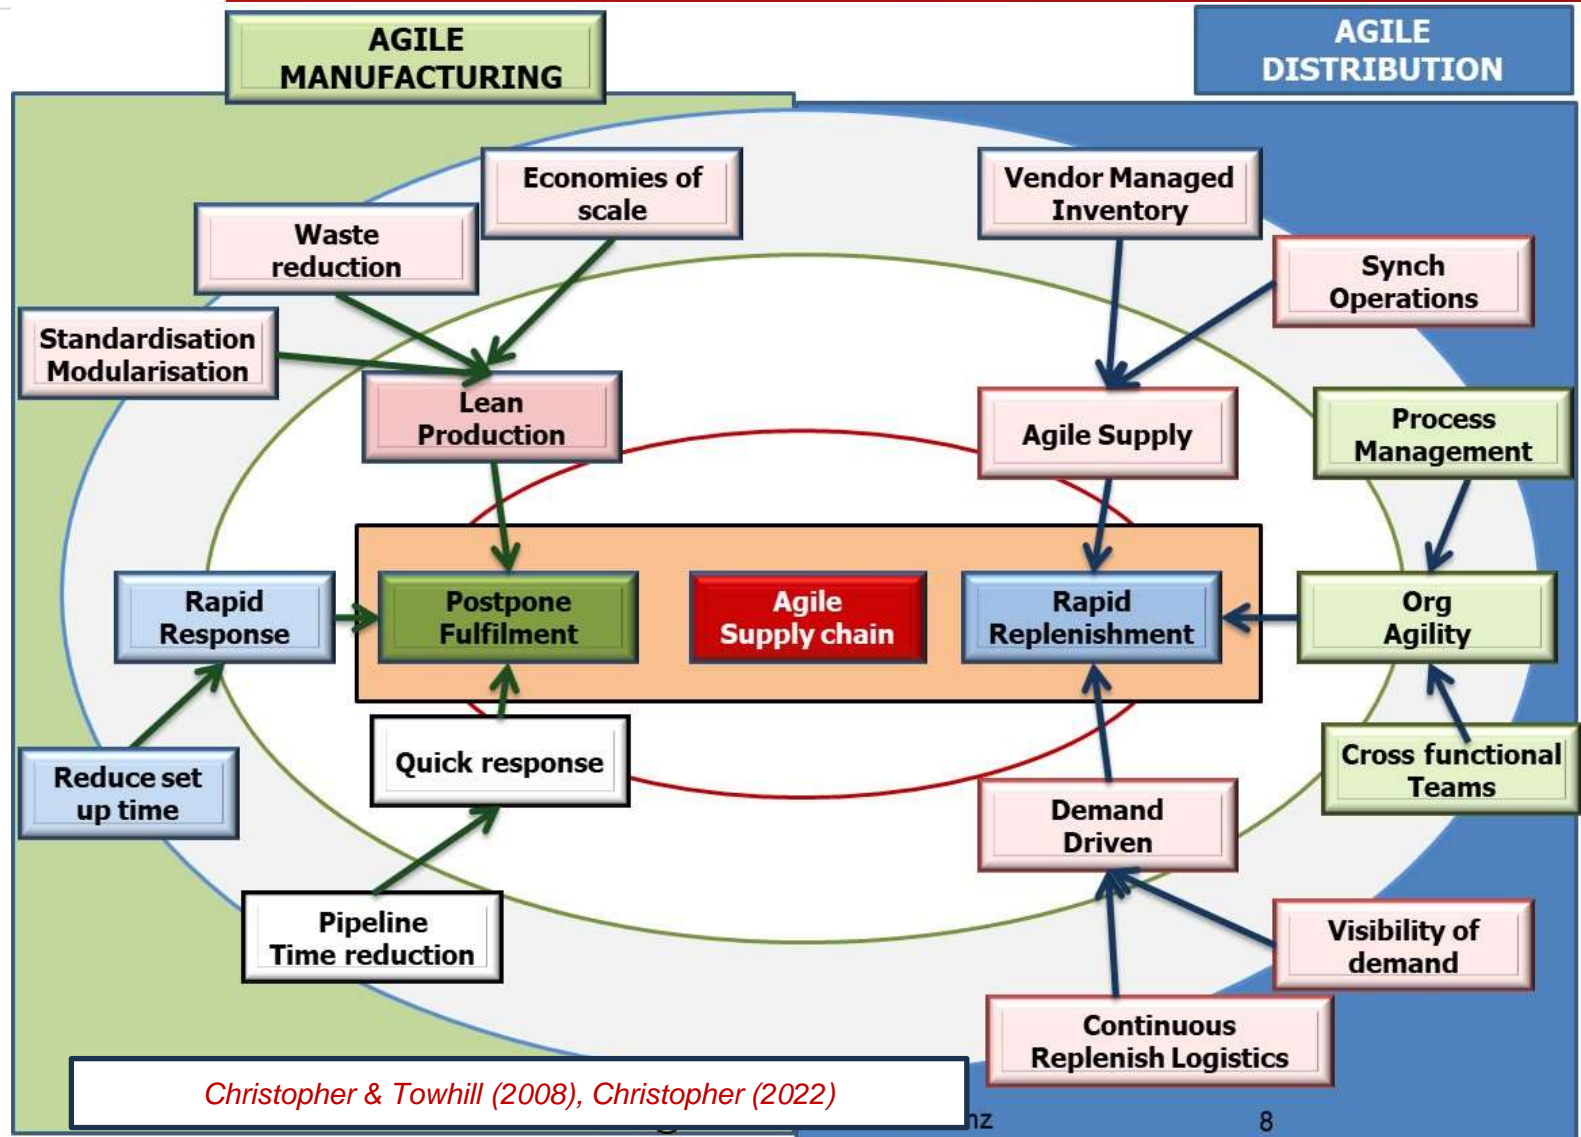 AGILE
MANUFACTURING
AGILE
DISTRIBUTION
Economies of
scale
Vendor Managed
Inventory
Waste
reduction
Synch
Operations
Standardisation
Modularisation
Lean
Production
Agile Supply
Process
Management
Rapid
Response
Postpone
Fulfilment
Agile
Supply chain
Rapid
Replenishment
Org
Agility
Quick response
Reduce set
up time
Cross functional
Teams
Demand
Driven
Pipeline
Time reduction
Visibility of
demand
Continuous
Replenish Logistics
Christopher & Towhill (2008), Christopher (2022)
nz
8